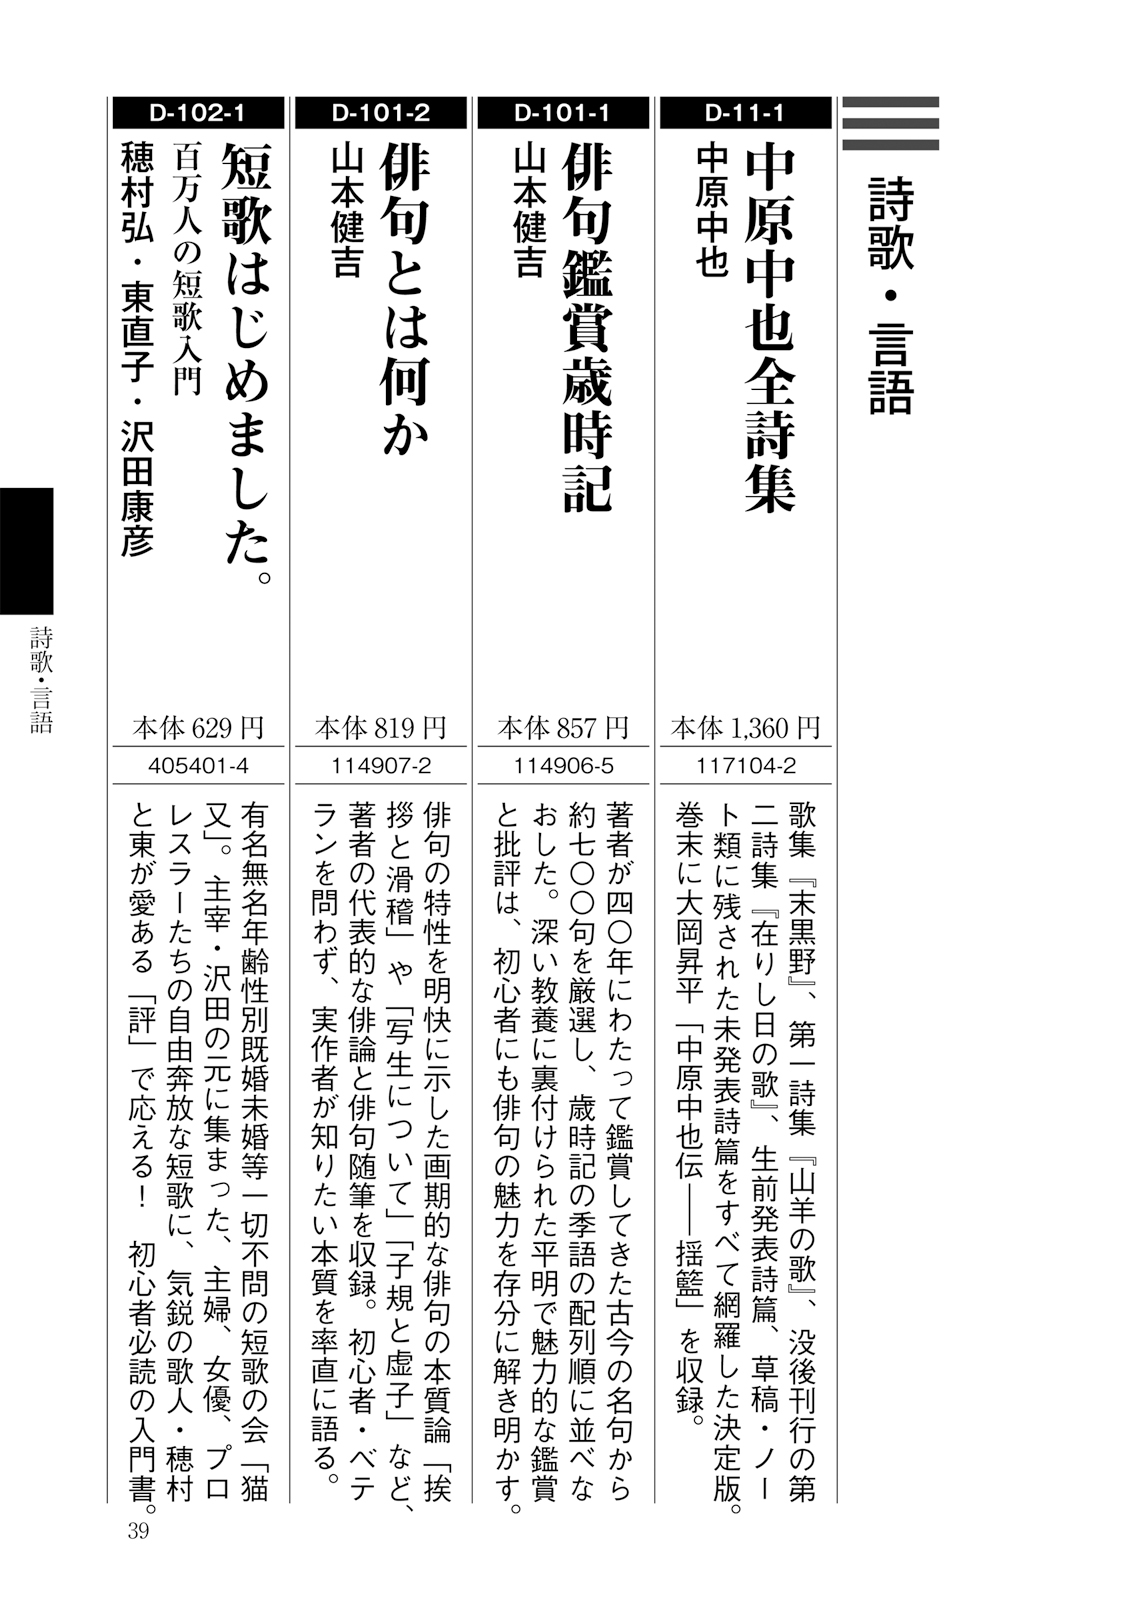 詩歌・言語
D-11-1
中原中也全詩集
中原中也
本体 1,360 円
117104-2
歌集『末黒野』、第一詩集『山羊の歌』、没後刊行の第
二詩集『在りし日の歌』、生前発表詩篇、草稿・ノー
ト類に残された未発表詩篇をすべて網羅した決定版。
巻末に大岡昇平「中原中也伝――揺籃」を収録。
D-101-1
俳句鑑賞歳時記
山本健吉
本体 857 円
114906-5
著者が四〇年にわたって鑑賞してきた古今の名句から
約七〇〇句を厳選し、歳時記の季語の配列順に並べな
おした。深い教養に裏付けられた平明で魅力的な鑑賞
と批評は、初心者にも俳句の魅力を存分に解き明かす。
D-101-2
俳句とは何か
山本健吉
本体 819 円
114907-2
俳句の特性を明快に示した画期的な俳句の本質論「挨
拶と滑稽」や「写生について」「子規と虚子」など、
著者の代表的な俳論と俳句随筆を収録。初心者・ベテ
ランを問わず、実作者が知りたい本質を率直に語る。
D-102-1
短歌はじめました。
百万人の短歌入門
穂村弘・東直子・沢田康彦
本体 629 円
405401-4
有名無名年齢性別既婚未婚等一切不問の短歌の会「猫
又」。主宰・沢田の元に集まった、主婦、女優、プロ
レスラーたちの自由奔放な短歌に、気鋭の歌人・穂村
と東が愛ある「評」で応える！　初心者必読の入門書。
詩歌・言語
39